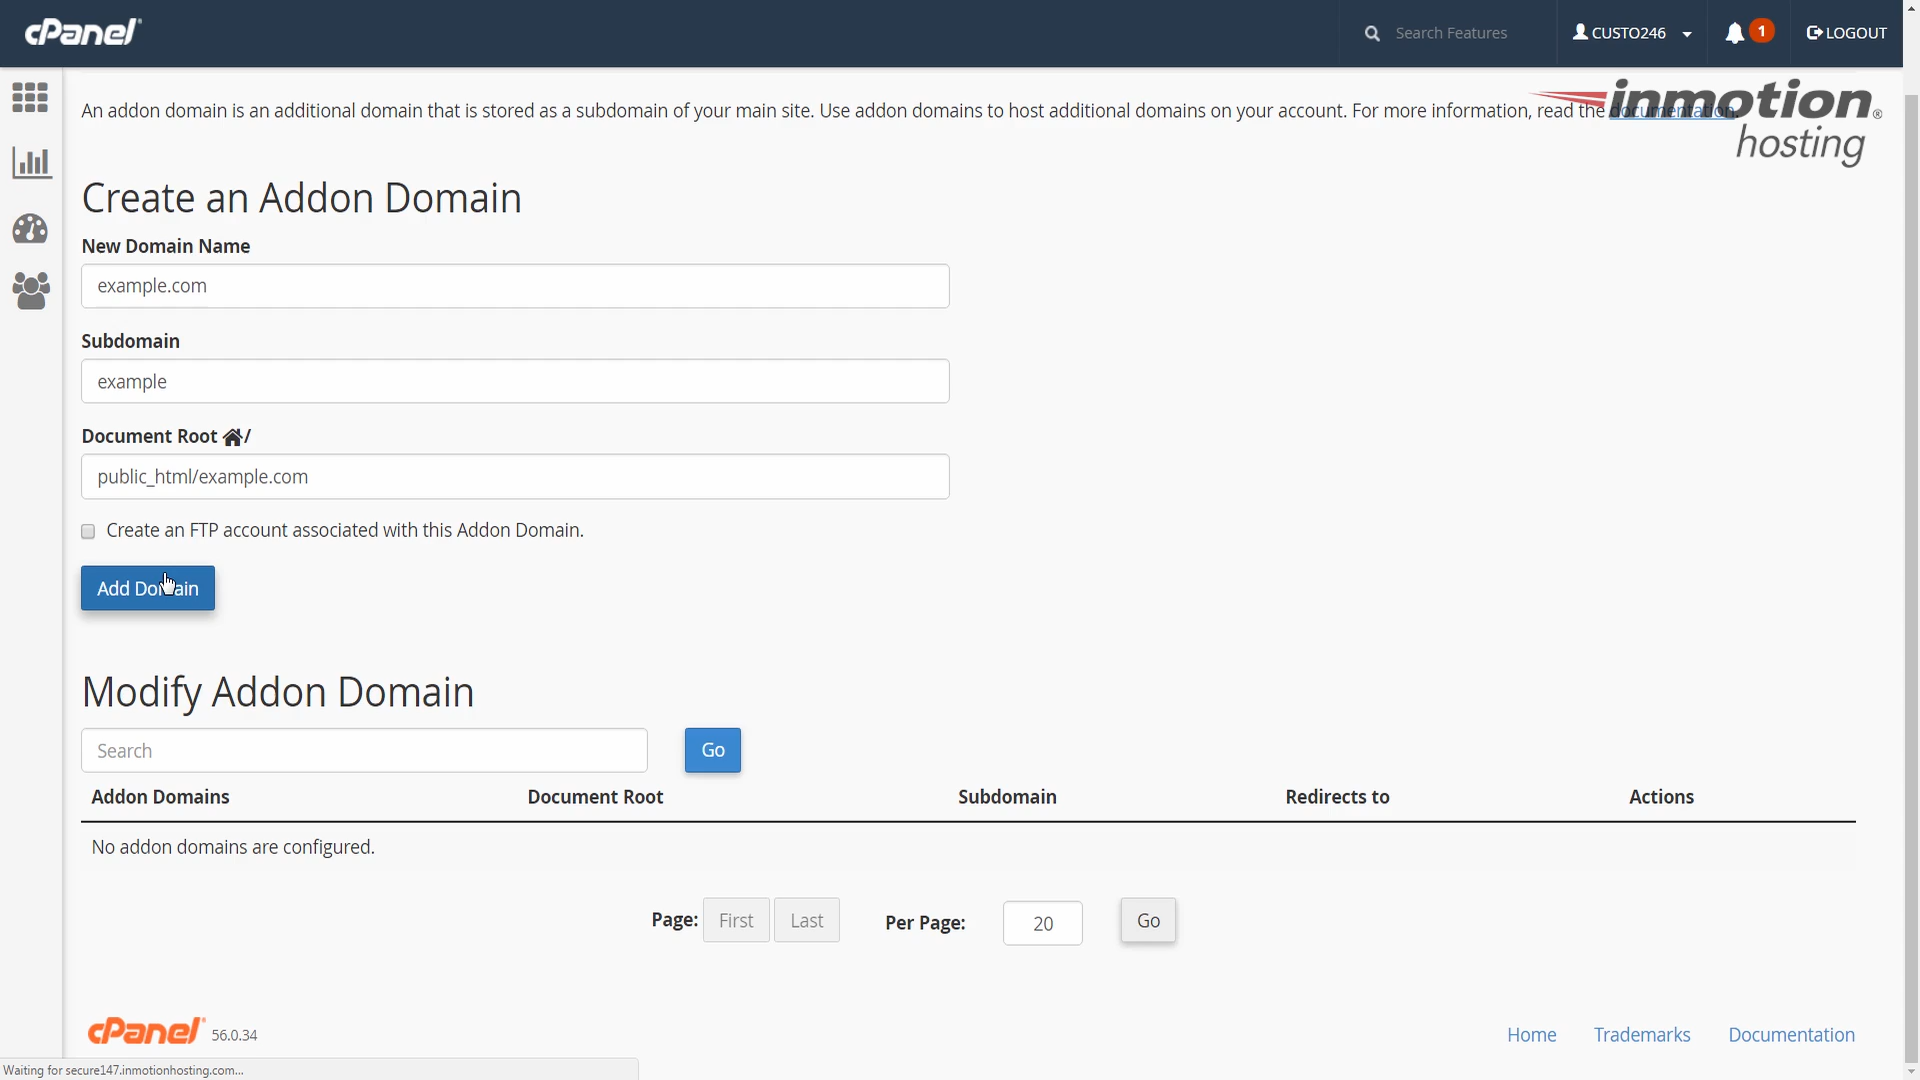 cPanel
Search Features
CUSTO246
1
LOGOUT
An addon domain is an additional domain that is stored as a subdomain of your main site. Use addon domains to host additional domains on your account. For more information, read the documentation.
inmotion®
hosting
Create an Addon Domain
New Domain Name
example.com
Subdomain
example
Document Root /
public_html/example.com
Create an FTP account associated with this Addon Domain.
Add Domain
Modify Addon Domain
Search
Go
Addon Domains Document Root Subdomain Redirects to Actions
No addon domains are configured.
Page: First Last Per Page: 20 Go
cPanel 56.0.34
Home Trademarks Documentation
Waiting for secure147.inmotionhosting.com...